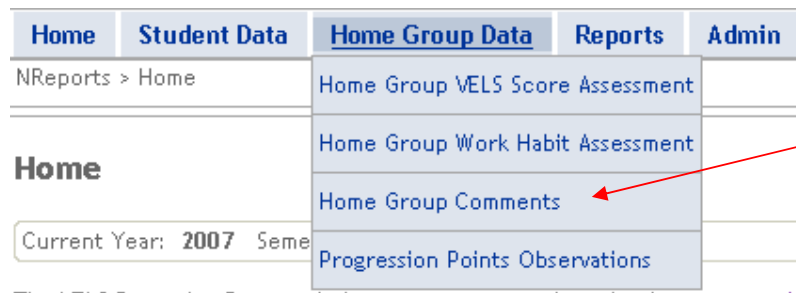 Home Student Data Home Group Data Reports Admin
NReports > Home
Home Group VELS Score Assessment
Home Group Work Habit Assessment
Home Group Comments
Progression Points Observations
Home
Current Year: 2007 Seme